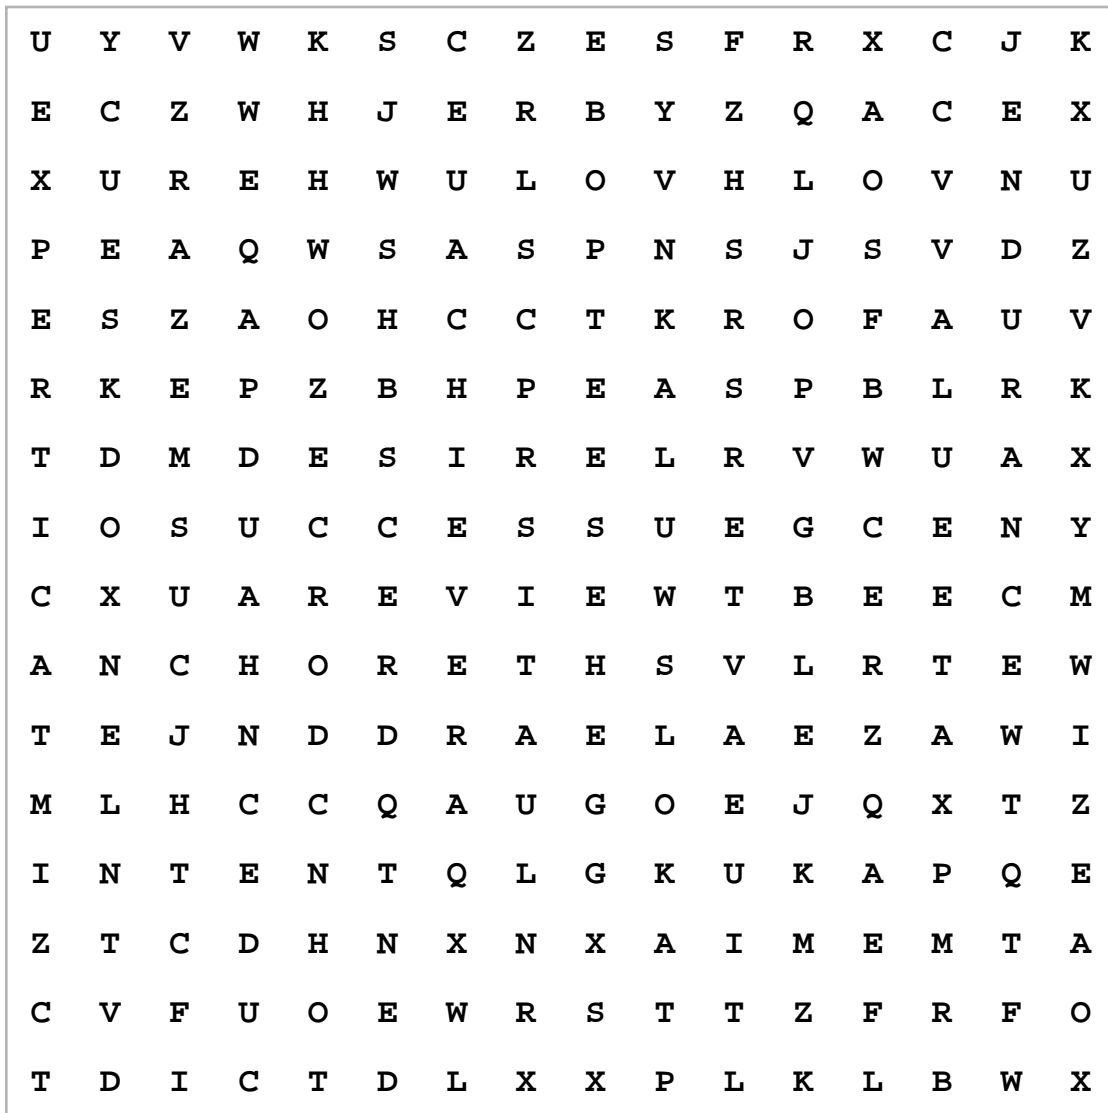 U Y V W K S C Z E S F R X C J K
E C Z W H J E R B Y Z Q A C E X
X U R E H W U L O V H L O V N U
P E A Q W S A S P N S J S V D Z
E S Z A O H C C T K R O F A U V
R K E P Z B H P E A S P B L R K
T D M D E S I R E L R V W U A X
I O S U C C E S S U E G C E N Y
C X U A R E V I E W T B E E C M
A N C H O R E T H S V L R T E W
T E J N D D R A E L A E Z A W I
M L H C C Q A U G O E J Q X T Z
I N T E N T Q L G K U K A P Q E
Z T C D H N X N X A I M E M T A
C V F U O E W R S T T Z F R F O
T D I C T D L X X P L K L B W X